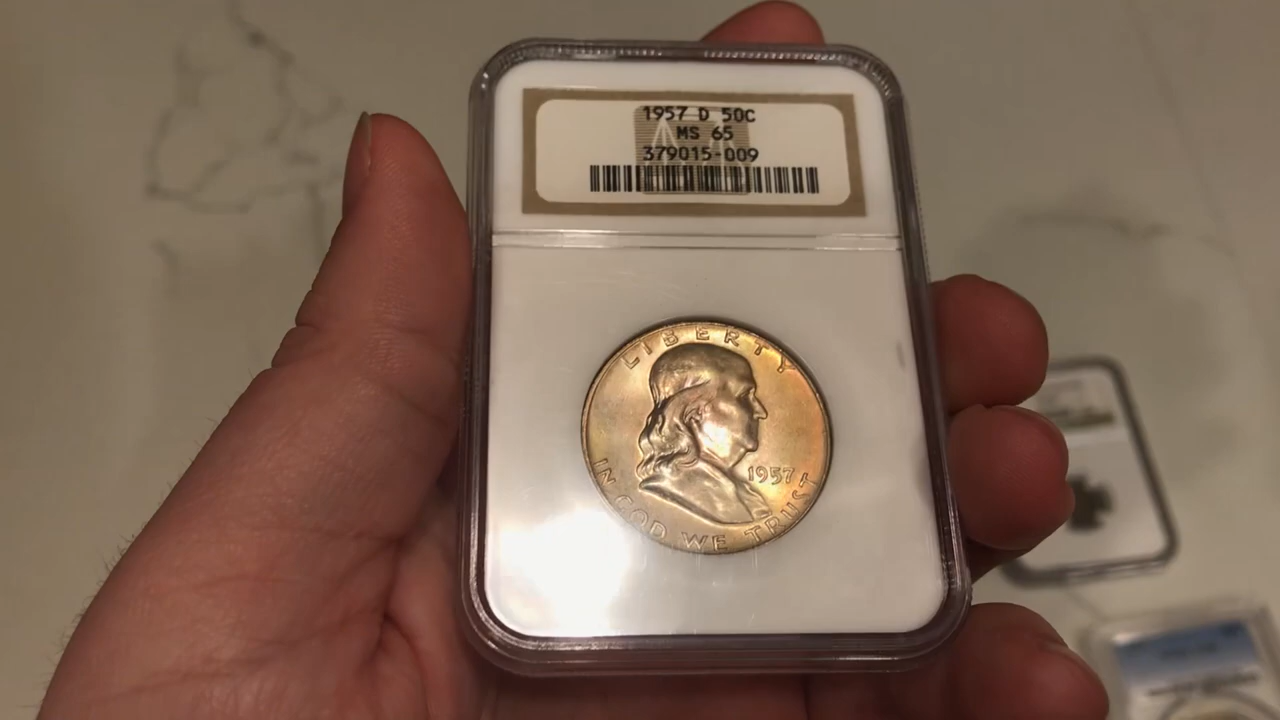 1957 D 50C
MS 65
379015-009
LIBERTY
1957
IN GOD WE TRUST